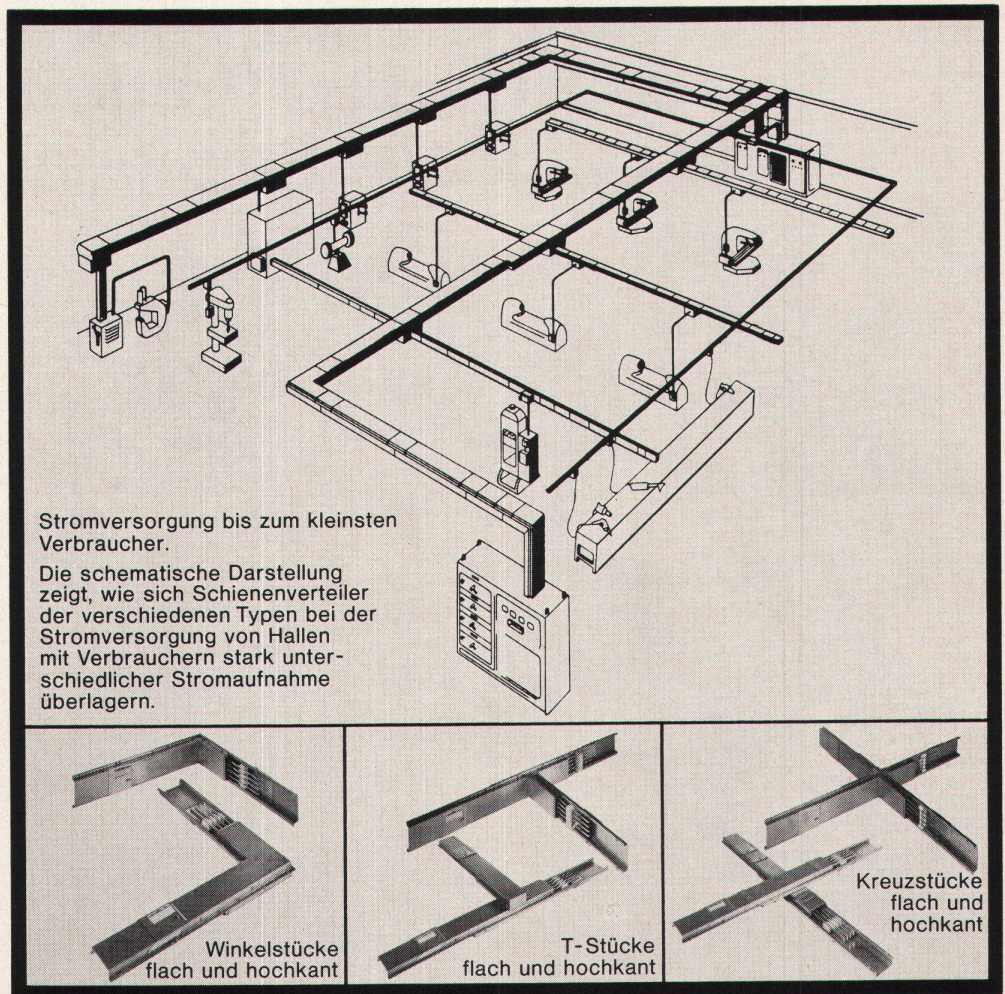 Stromversorgung bis zum kleinsten
Verbraucher.
Die schematische Darstellung
zeigt, wie sich Schienenverteiler
der verschiedenen Typen bei der
Stromversorgung von Hallen
mit Verbrauchern stark unter-
schiedlicher Stromaufnahme
überlagern.
Winkelstücke
flach und hochkant
T-Stücke
flach und hochkant
Kreuzstücke
flach und
hochkant